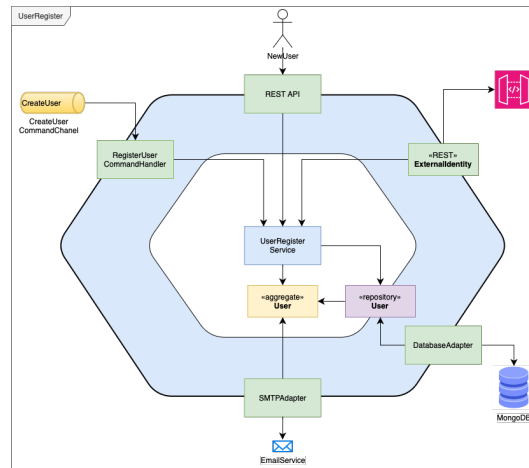 UserRegister
NewUser
REST API
CreateUser
CreateUser
CommandChanel
RegisterUser
CommandHandler
«REST»
ExternalIdentity
UserRegister
Service
«aggregate»
User
«repository»
User
DatabaseAdapter
SMTPAdapter
MongoDB
EmailService